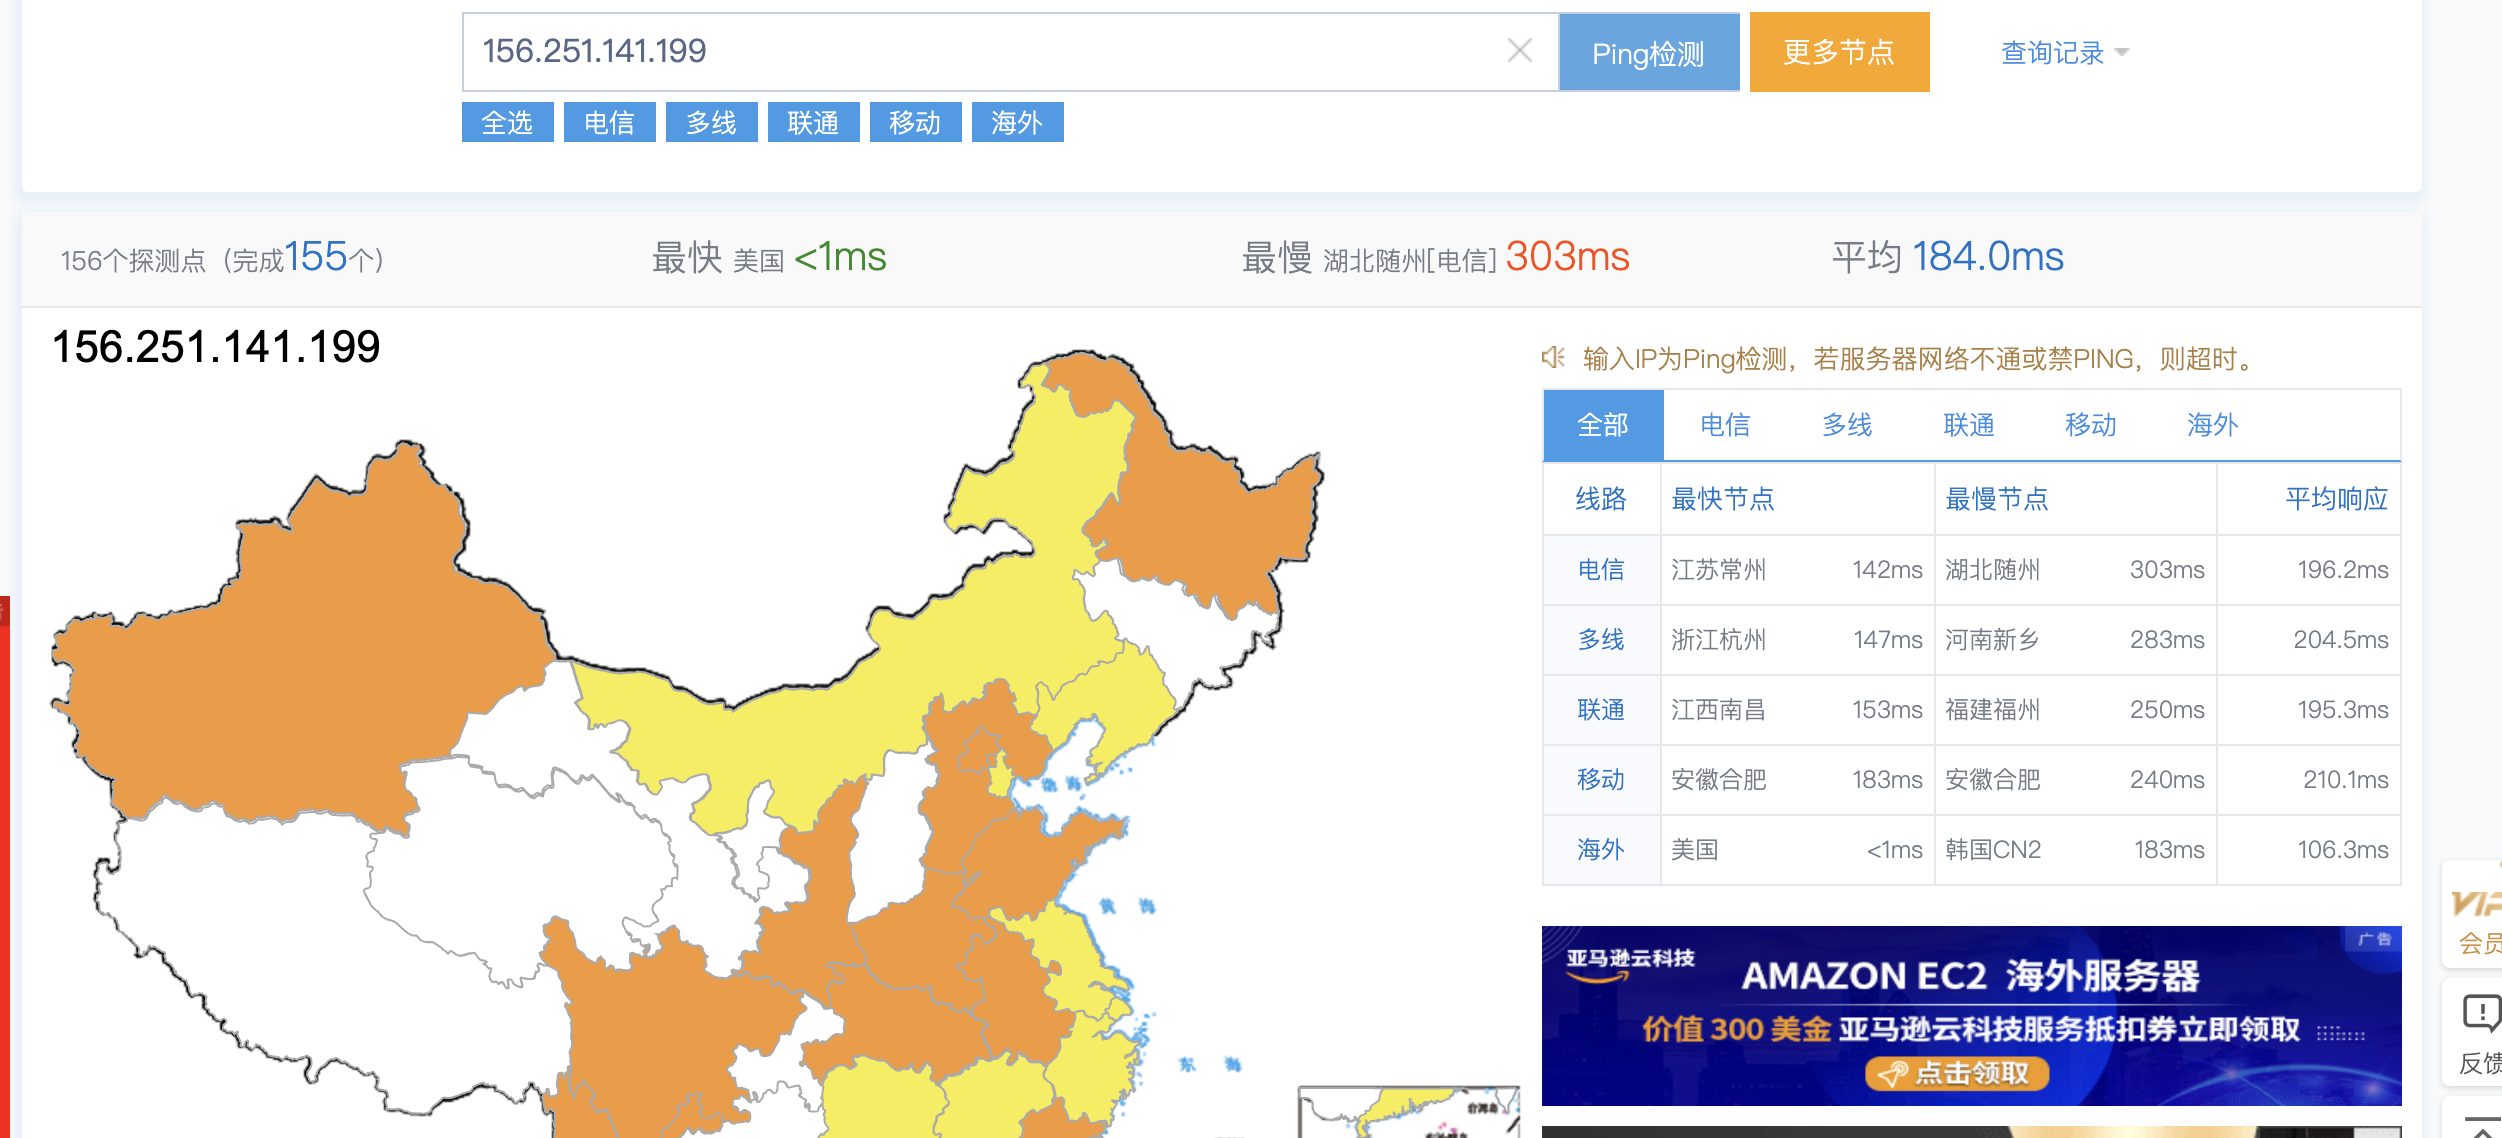 156.251.141.199
Ping检测
更多节点
查询记录
全选 电信 多线 联通 移动 海外
156个探测点（完成155个）
最快 美国 <1ms
最慢 湖北随州[电信] 303ms
平均 184.0ms
156.251.141.199
输入IP为Ping检测，若服务器网络不通或禁PING，则超时。
全部 电信 多线 联通 移动 海外
线路 最快节点 最慢节点 平均响应
电信 江苏常州 142ms 湖北随州 303ms 196.2ms
多线 浙江杭州 147ms 河南新乡 283ms 204.5ms
联通 江西南昌 153ms 福建福州 250ms 195.3ms
移动 安徽合肥 183ms 安徽合肥 240ms 210.1ms
海外 美国 <1ms 韩国CN2 183ms 106.3ms
渤 海
黄 海
东 海
台湾岛
广告
亚马逊云科技
AMAZON EC2 海外服务器
价值 300 美金 亚马逊云科技服务抵扣券立即领取
点击领取
VIP
会员
反馈